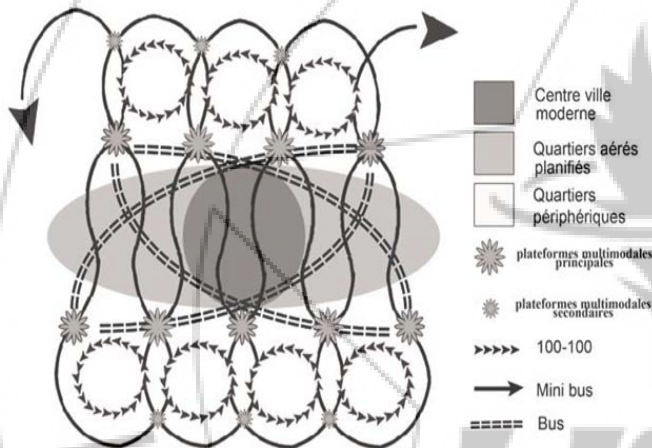 Centre ville
moderne
Quartiers aérés
planifiés
Quartiers
périphériques
plateformes multimodales
principales
plateformes multimodales
secondaires
100-100
Mini bus
Bus